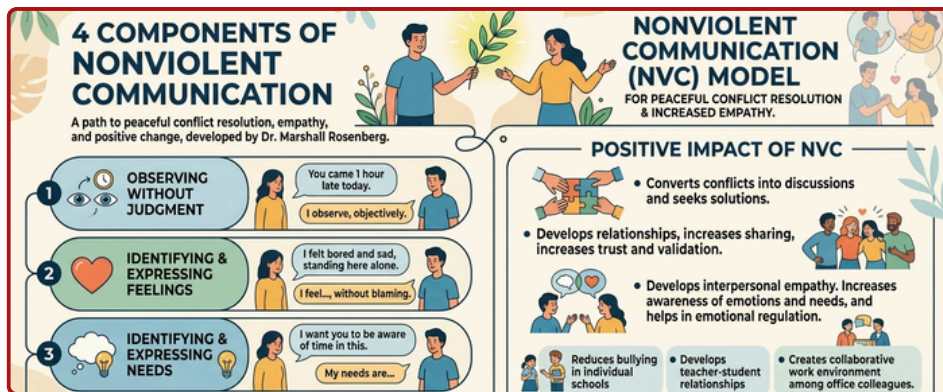 4 COMPONENTS OF
NONVIOLENT
COMMUNICATION
A path to peaceful conflict resolution, empathy,
and positive change, developed by Dr. Marshall Rosenberg.
1
OBSERVING
WITHOUT
JUDGMENT
You came 1 hour
late today.
I observe, objectively.
2
IDENTIFYING &
EXPRESSING
FEELINGS
I felt bored and sad,
standing here alone.
I feel..., without blaming.
3
IDENTIFYING &
EXPRESSING
NEEDS
I want you to be aware
of time in this.
My needs are...
NONVIOLENT
COMMUNICATION
(NVC) MODEL
FOR PEACEFUL CONFLICT RESOLUTION
& INCREASED EMPATHY.
POSITIVE IMPACT OF NVC
• Converts conflicts into discussions
and seeks solutions.
• Develops relationships, increases sharing,
increases trust and validation.
• Develops interpersonal empathy. Increases
awareness of emotions and needs, and
helps in emotional regulation.
Reduces bullying
in individual
schools
• Develops
teacher-student
relationships
• Creates collaborative
work environment
among office colleagues.